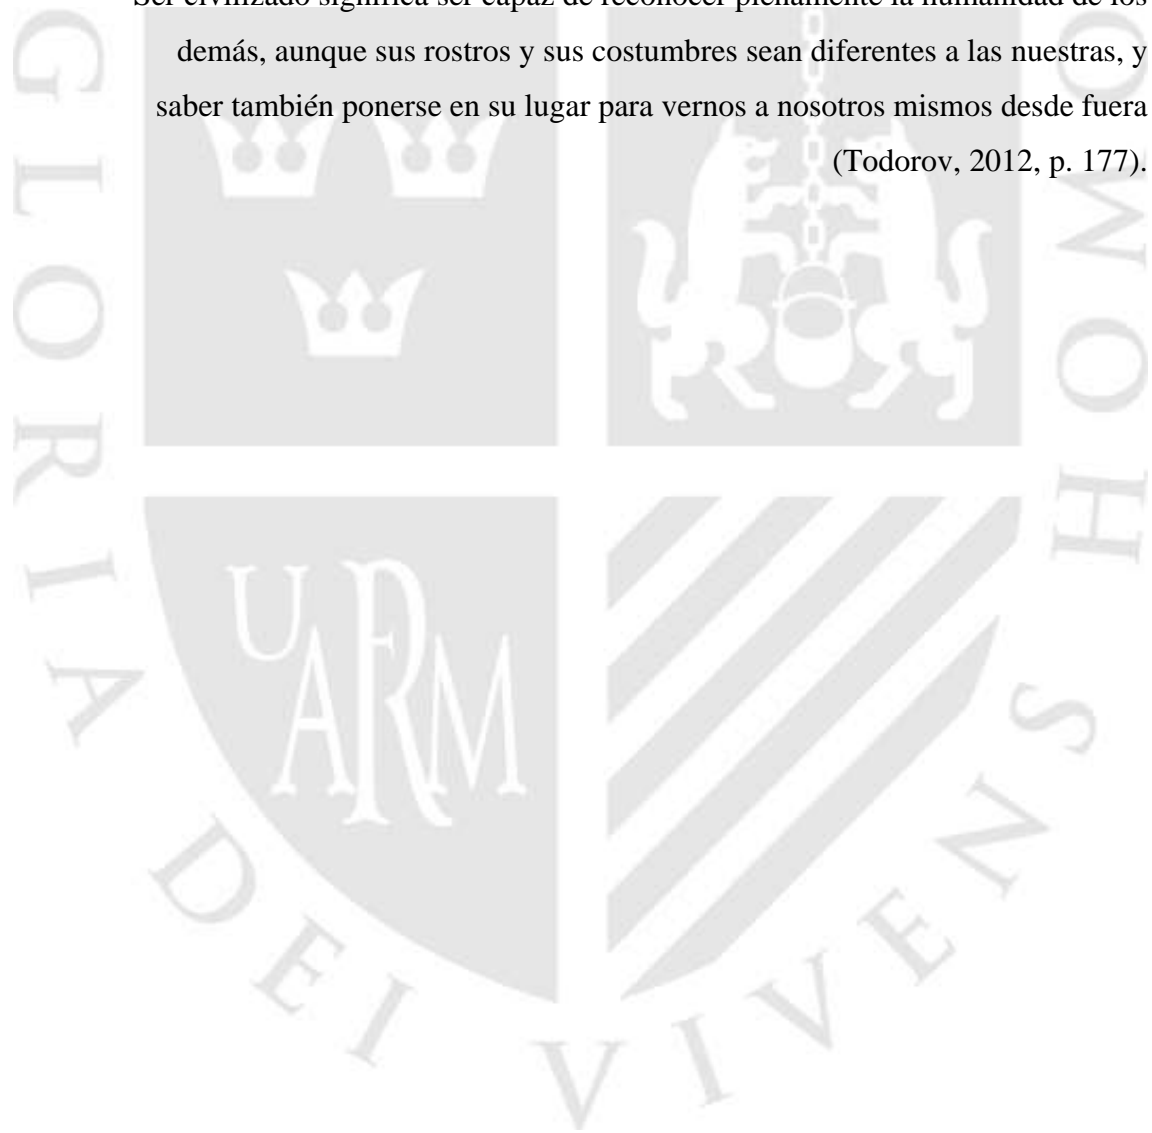 Ser civilizado significa ser capaz de reconocer plenamente la humanidad de los
demás, aunque sus rostros y sus costumbres sean diferentes a las nuestras, y
saber también ponerse en su lugar para vernos a nosotros mismos desde fuera
(Todorov, 2012, p. 177).
GLORIA DEI VIVENS HOMO
UARM